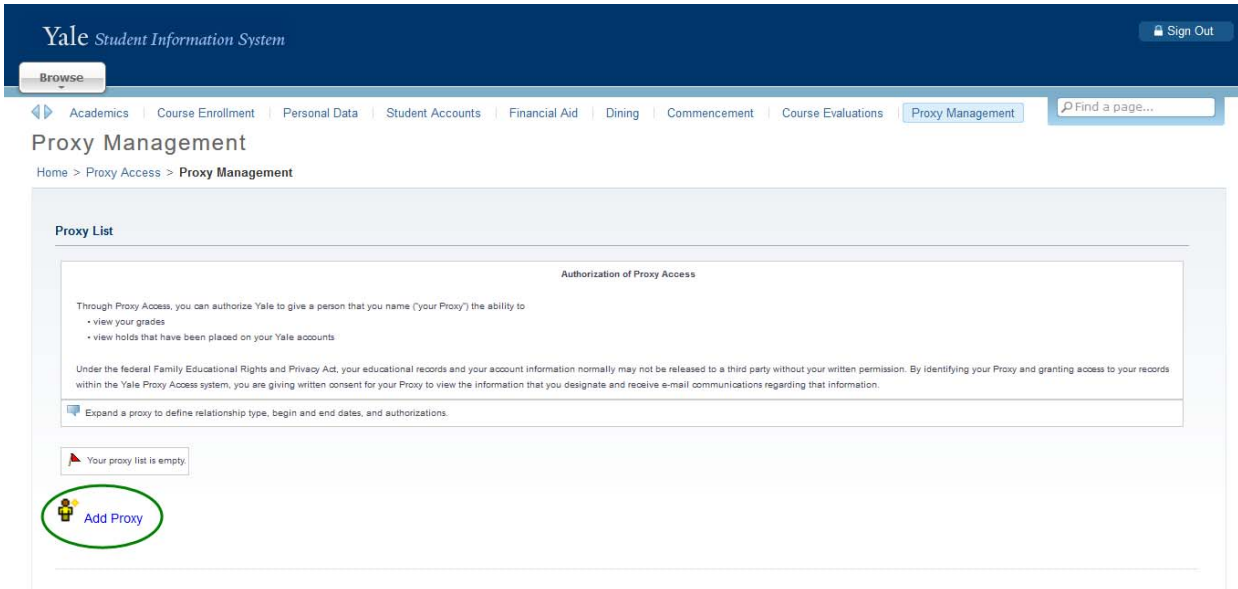 Yale Student Information System
Sign Out
Browse
Academics Course Enrollment Personal Data Student Accounts Financial Aid Dining Commencement Course Evaluations Proxy Management
Find a page...
Proxy Management
Home > Proxy Access > Proxy Management
Proxy List
Authorization of Proxy Access
Through Proxy Access, you can authorize Yale to give a person that you name ("your Proxy") the ability to
• view your grades
• view holds that have been placed on your Yale accounts
Under the federal Family Educational Rights and Privacy Act, your educational records and your account information normally may not be released to a third party without your written permission. By identifying your Proxy and granting access to your records
within the Yale Proxy Access system, you are giving written consent for your Proxy to view the information that you designate and receive e-mail communications regarding that information.
Expand a proxy to define relationship type, begin and end dates, and authorizations.
Your proxy list is empty.
Add Proxy